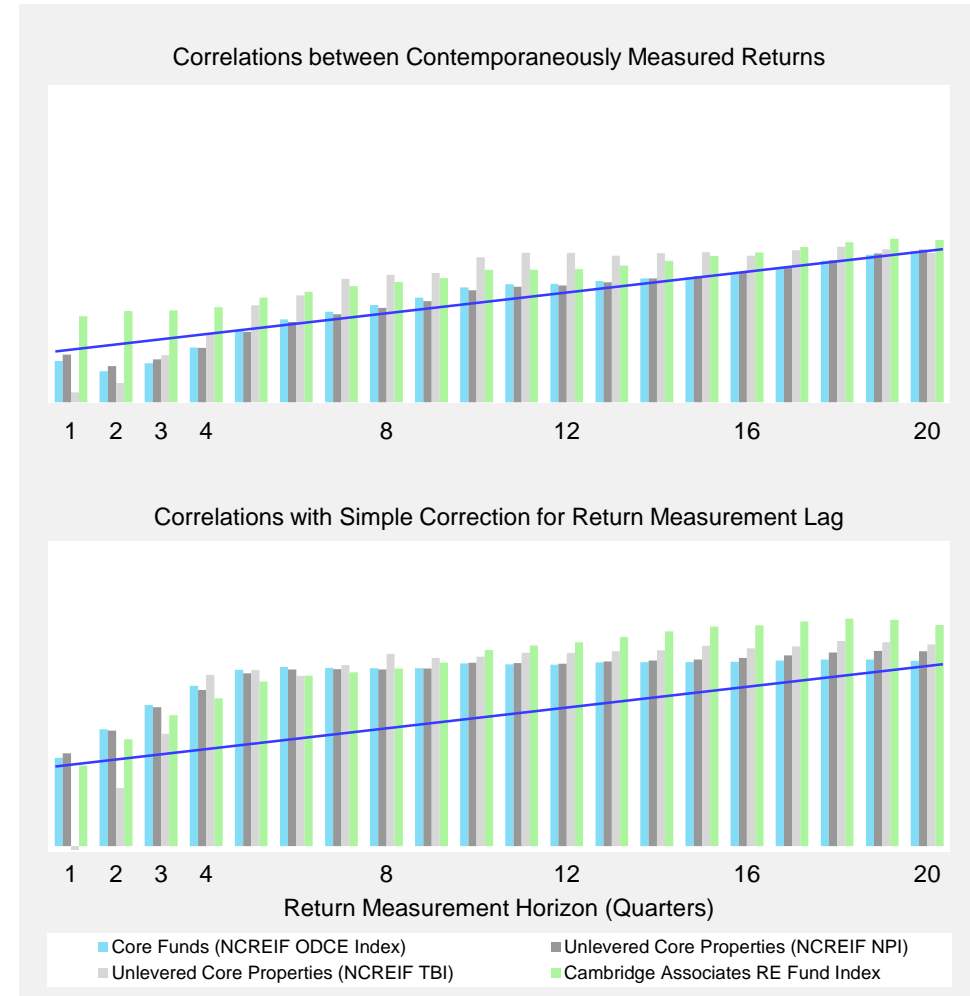 Correlations between Contemporaneously Measured Returns
1 2 3 4 8 12 16 20
Correlations with Simple Correction for Return Measurement Lag
1 2 3 4 8 12 16 20
Return Measurement Horizon (Quarters)
Core Funds (NCREIF ODCE Index) Unlevered Core Properties (NCREIF NPI)
Unlevered Core Properties (NCREIF TBI) Cambridge Associates RE Fund Index